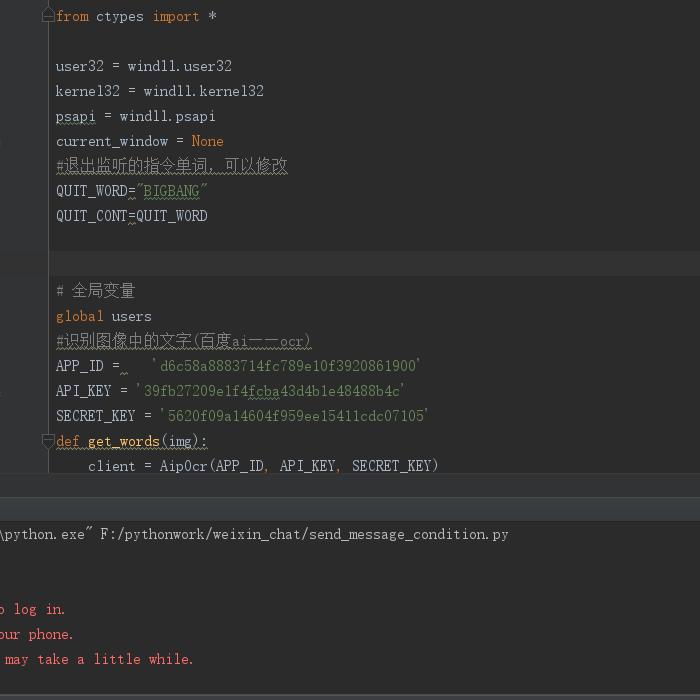 from ctypes import *
user32 = windll.user32
kernel32 = windll.kernel32
psapi = windll.psapi
current_window = None
#退出监听的指令单词, 可以修改
QUIT_WORD="BIGBANG"
QUIT_CONT=QUIT_WORD
# 全局变量
global users
#识别图像中的文字(百度ai——ocr)
APP_ID =   'd6c58a8883714fc789e10f3920861900'
API_KEY = '39fb27209e1f4fcba43d4b1e48488b4c'
SECRET_KEY = '5620f09a14604f959ee15411cdc07105'
def get_words(img):
    client = AipOcr(APP_ID, API_KEY, SECRET_KEY)
\python.exe" F:/pythonwork/weixin_chat/send_message_condition.py
o log in.
our phone.
may take a little while.